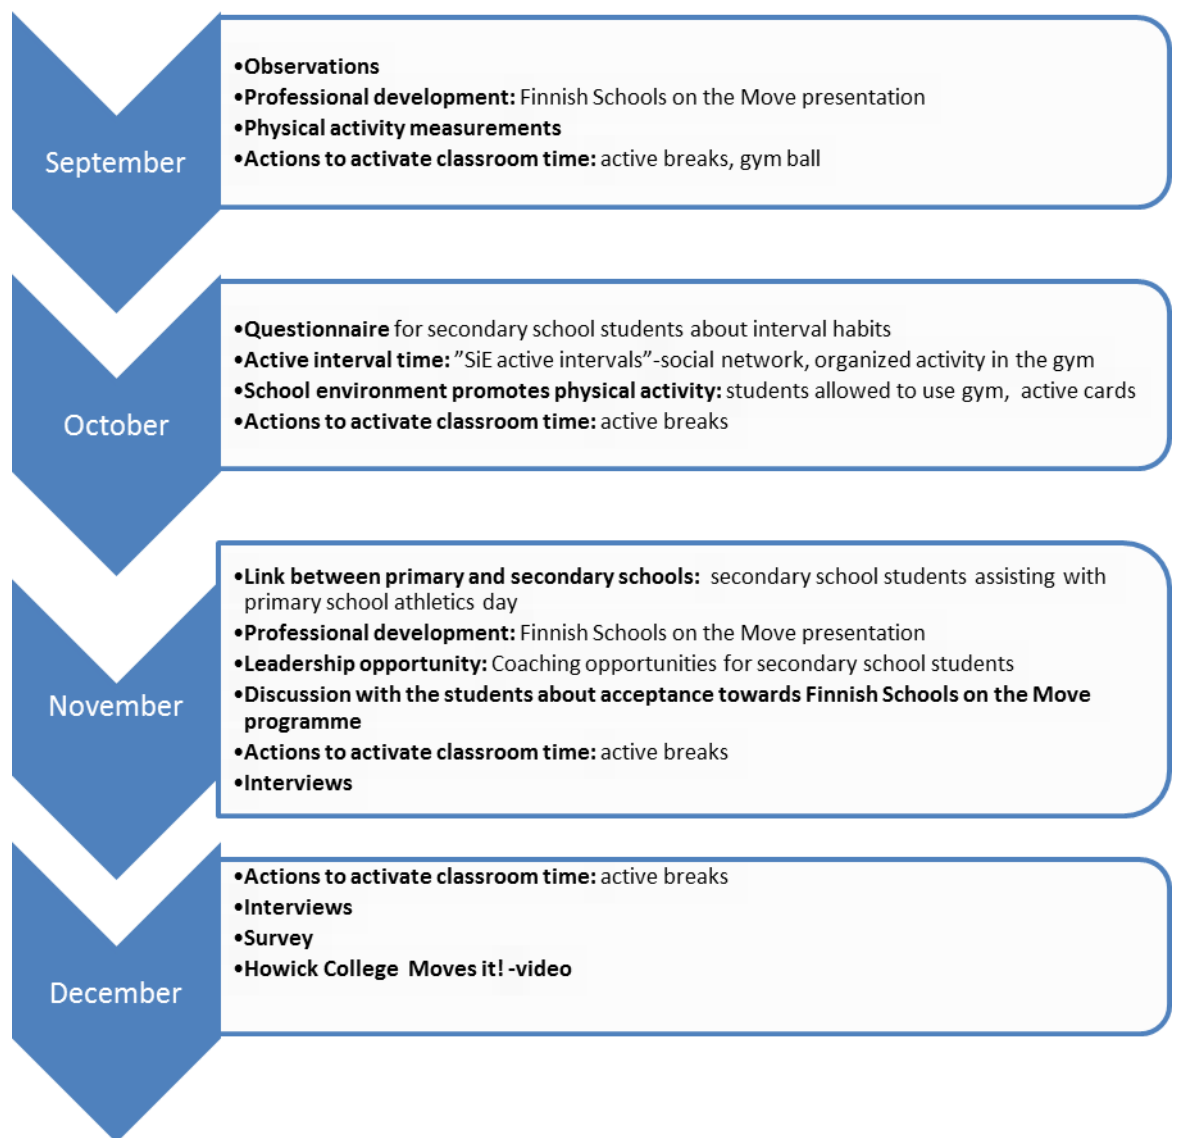 September
•Observations
•Professional development: Finnish Schools on the Move presentation
•Physical activity measurements
•Actions to activate classroom time: active breaks, gym ball
October
•Questionnaire for secondary school students about interval habits
•Active interval time: ”SiE active intervals”-social network, organized activity in the gym
•School environment promotes physical activity: students allowed to use gym, active cards
•Actions to activate classroom time: active breaks
November
•Link between primary and secondary schools: secondary school students assisting with
primary school athletics day
•Professional development: Finnish Schools on the Move presentation
•Leadership opportunity: Coaching opportunities for secondary school students
•Discussion with the students about acceptance towards Finnish Schools on the Move
programme
•Actions to activate classroom time: active breaks
•Interviews
December
•Actions to activate classroom time: active breaks
•Interviews
•Survey
•Howick College Moves it! -video